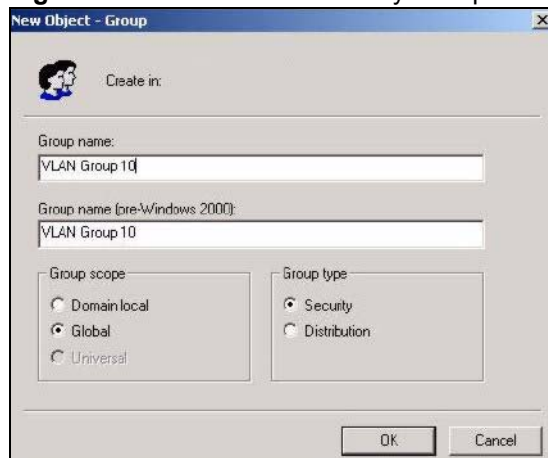 New Object - Group
Create in:
Group name:
VLAN Group 10
Group name (pre-Windows 2000):
VLAN Group 10
Group scope
Domain local
Global
Universal
Group type
Security
Distribution
OK
Cancel